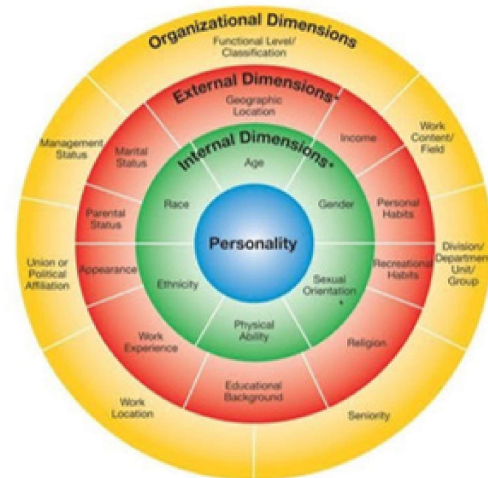 Organizational Dimensions
Functional Level/
Classification
External Dimensions*
Geographic
Location
Management
Status
Marital
Status
Income
Work
Content/
Field
Internal Dimensions*
Age
Race
Gender
Personal
Habits
Parental
Status
Personality
Union or
Political
Affiliation
Appearance
Ethnicity
Sexual
Orientation
*
Recreational
Habits
Division/
Department
Unit/
Group
Physical
Ability
Work
Experience
Religion
Educational
Background
Work
Location
Seniority